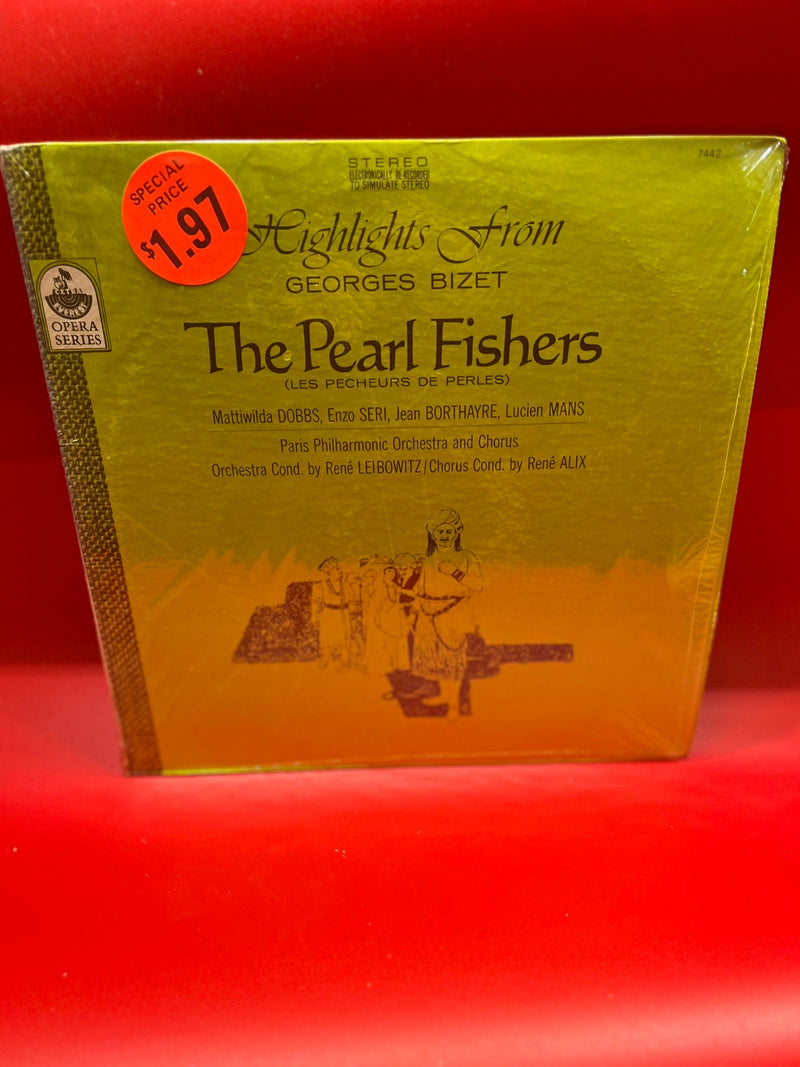 STEREO
ELECTRONICALLY RE-RECORDED
TO SIMULATE STEREO
7442
SPECIAL
PRICE
$1.97
Highlights From
GEORGES BIZET
CETRA
EVEREST
OPERA
SERIES
The Pearl Fishers
(LES PECHEURS DE PERLES)
Mattiwilda DOBBS, Enzo SERI, Jean BORTHAYRE, Lucien MANS
Paris Philharmonic Orchestra and Chorus
Orchestra Cond. by René LEIBOWITZ/Chorus Cond. by René ALIX